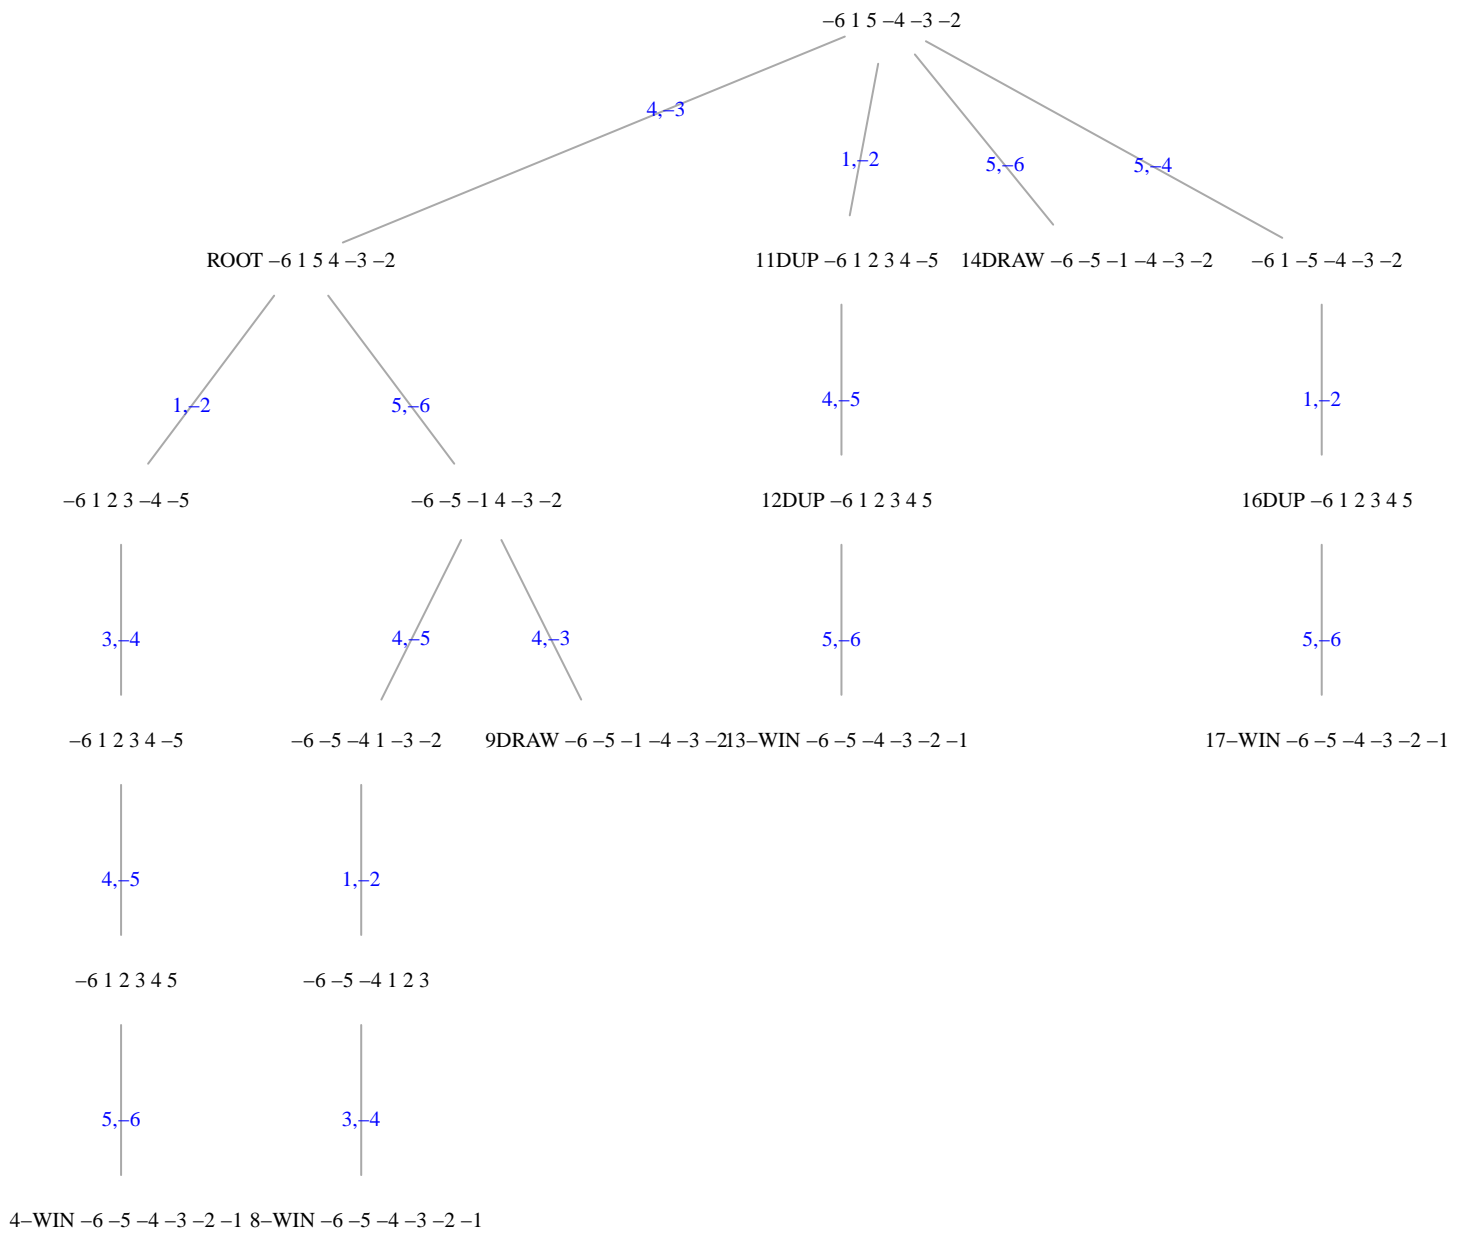 −6 1 5 −4 −3 −2
4,−3
1,−2
5,−6
5,−4
ROOT −6 1 5 4 −3 −2
11DUP −6 1 2 3 4 −5
14DRAW −6 −5 −1 −4 −3 −2
−6 1 −5 −4 −3 −2
1,−2
5,−6
4,−5
1,−2
−6 1 2 3 −4 −5
−6 −5 −1 4 −3 −2
12DUP −6 1 2 3 4 5
16DUP −6 1 2 3 4 5
3,−4
4,−5
4,−3
5,−6
5,−6
−6 1 2 3 4 −5
−6 −5 −4 1 −3 −2
9DRAW −6 −5 −1 −4 −3 −2
13−WIN −6 −5 −4 −3 −2 −1
17−WIN −6 −5 −4 −3 −2 −1
4,−5
1,−2
−6 1 2 3 4 5
−6 −5 −4 1 2 3
5,−6
3,−4
4−WIN −6 −5 −4 −3 −2 −1
8−WIN −6 −5 −4 −3 −2 −1